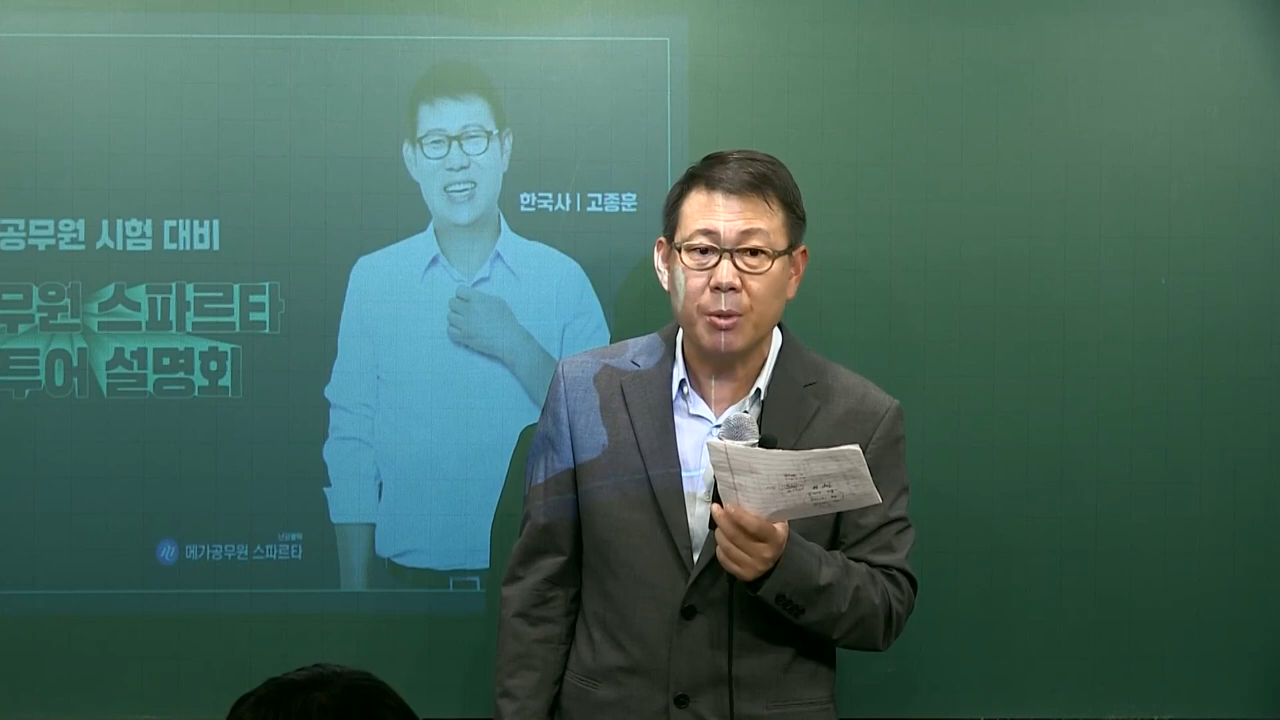 한국사 | 고종훈
공무원 시험 대비
무원 스파르타
투어 설명회
메가공무원 스파르타